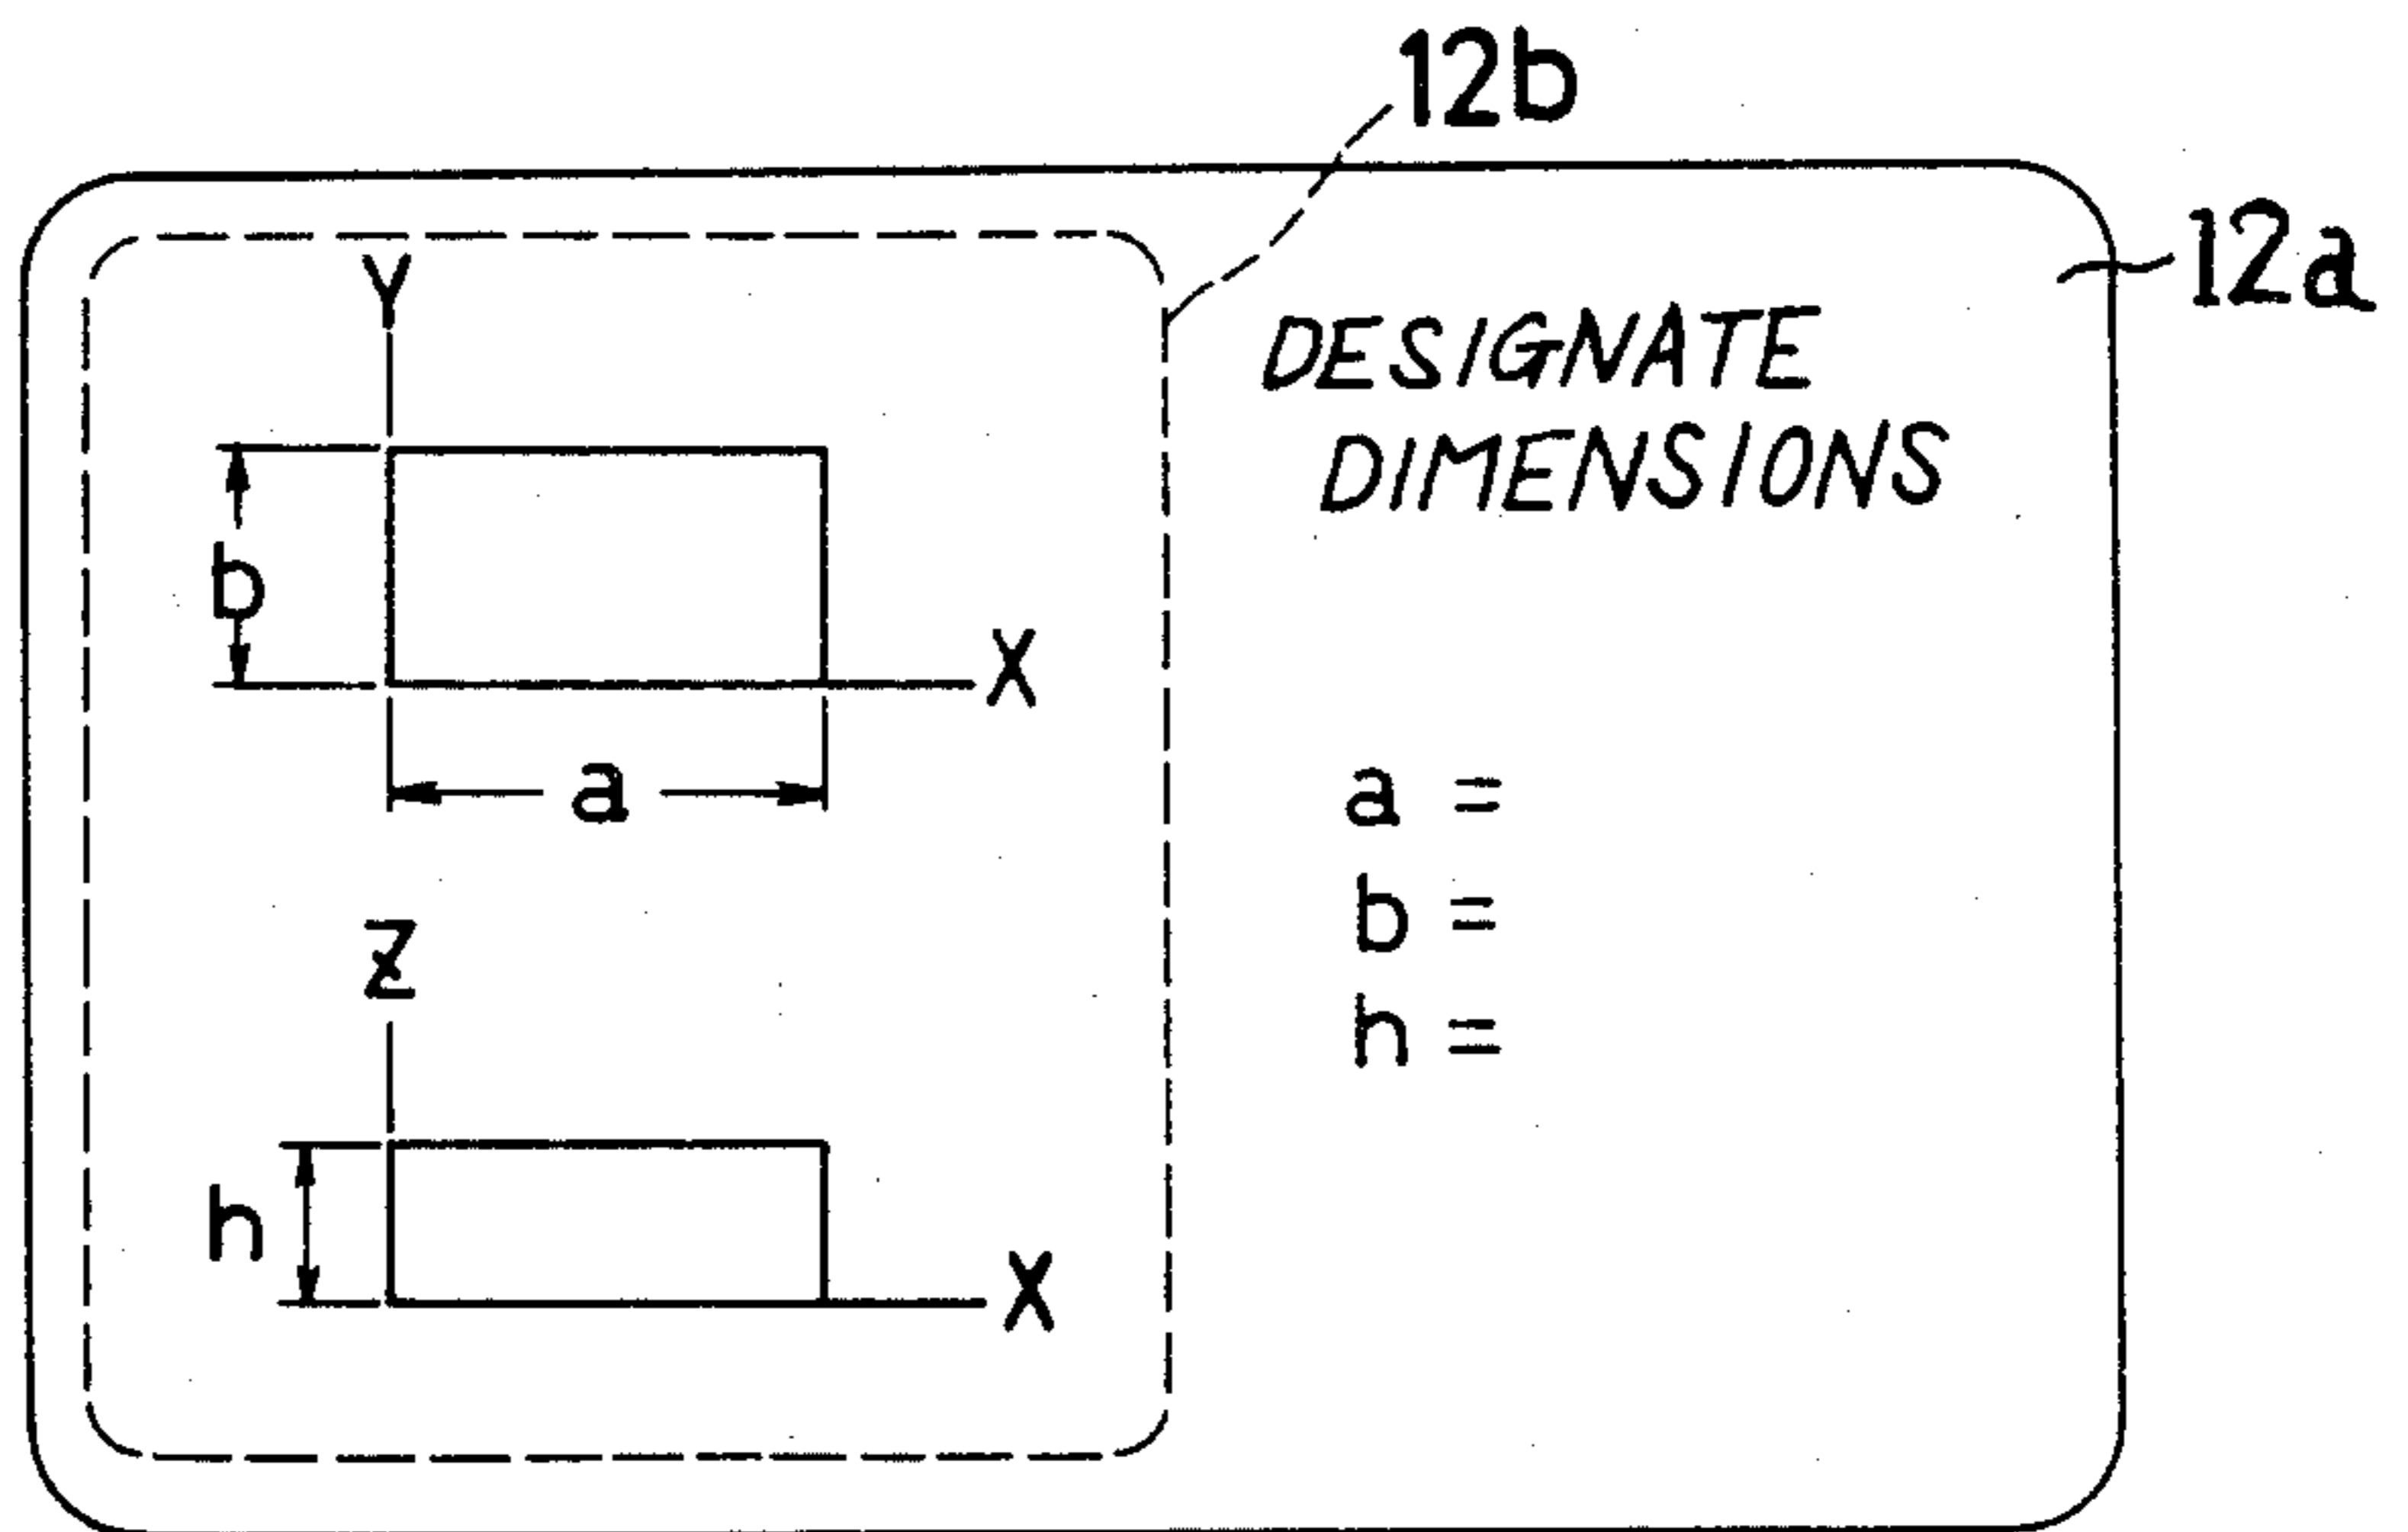 12b
12a
Y
DESIGNATE
DIMENSIONS
b
X
a
a =
b =
Z
h =
h
X